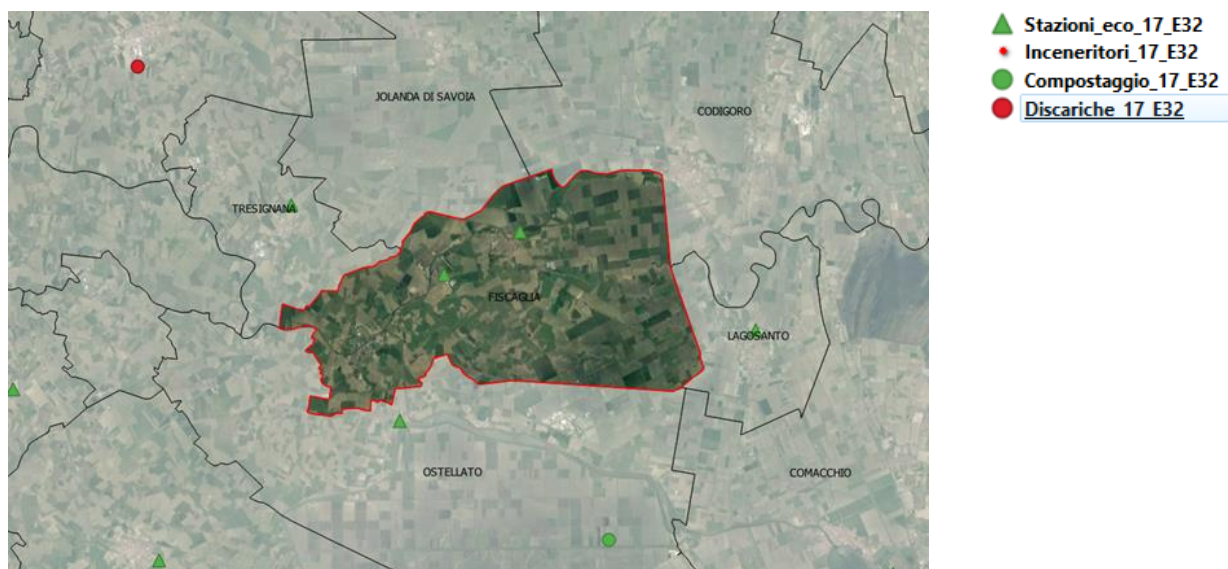 Stazioni_eco_17_E32
Inceneritori_17_E32
Compostaggio_17_E32
Discariche_17_E32
JOLANDA DI SAVOIA
CODIGORO
TRESIGNANA
FISCAGLIA
LAGOSANTO
OSTELLATO
COMACCHIO